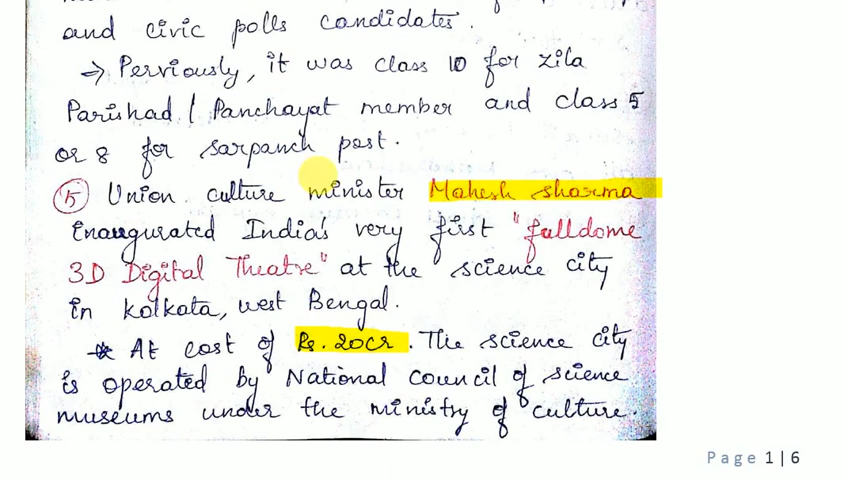 and civic polls candidates.
⇒ Perviously, it was class 10 for zila
Parishad / Panchayat member and class 5
or 8 for sarpanch post.
5 Union culture minister Mahesh sharma
Enaugurated India's very first "falldome
3D Digital Theatre" at the science city
in kolkata, west Bengal.
* At cost of Rs. 20cr. The science city
is operated by National council of science
museums under the ministry of culture.
Page 1|6